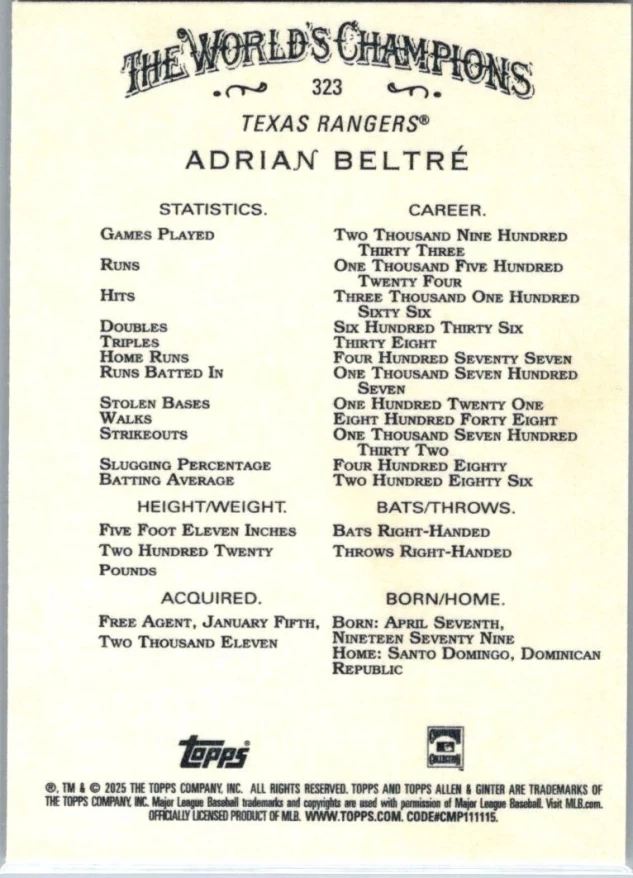 THE WORLD'S CHAMPIONS
323
TEXAS RANGERS®
ADRIAN BELTRÉ
STATISTICS. CAREER.
GAMES PLAYED TWO THOUSAND NINE HUNDRED
THIRTY THREE
RUNS ONE THOUSAND FIVE HUNDRED
TWENTY FOUR
HITS THREE THOUSAND ONE HUNDRED
SIXTY SIX
DOUBLES SIX HUNDRED THIRTY SIX
TRIPLES THIRTY EIGHT
HOME RUNS FOUR HUNDRED SEVENTY SEVEN
RUNS BATTED IN ONE THOUSAND SEVEN HUNDRED
SEVEN
STOLEN BASES ONE HUNDRED TWENTY ONE
WALKS EIGHT HUNDRED FORTY EIGHT
STRIKEOUTS ONE THOUSAND SEVEN HUNDRED
THIRTY TWO
SLUGGING PERCENTAGE FOUR HUNDRED EIGHTY
BATTING AVERAGE TWO HUNDRED EIGHTY SIX
HEIGHT/WEIGHT. BATS/THROWS.
FIVE FOOT ELEVEN INCHES BATS RIGHT-HANDED
TWO HUNDRED TWENTY THROWS RIGHT-HANDED
POUNDS
ACQUIRED. BORN/HOME.
FREE AGENT, JANUARY FIFTH, BORN: APRIL SEVENTH,
TWO THOUSAND ELEVEN NINETEEN SEVENTY NINE
HOME: SANTO DOMINGO, DOMINICAN
REPUBLIC
topps
®, TM & © 2025 THE TOPPS COMPANY, INC. ALL RIGHTS RESERVED. TOPPS AND TOPPS ALLEN & GINTER ARE TRADEMARKS OF
THE TOPPS COMPANY, INC. Major League Baseball trademarks and copyrights are used with permission of Major League Baseball. Visit MLB.com.
OFFICIALLY LICENSED PRODUCT OF MLB. WWW.TOPPS.COM. CODE#CMP111115.